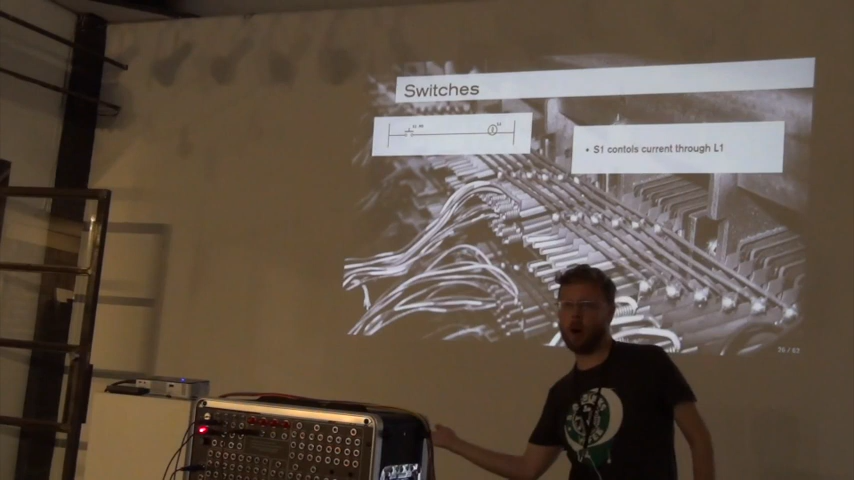 Switches
• S1 contols current through L1